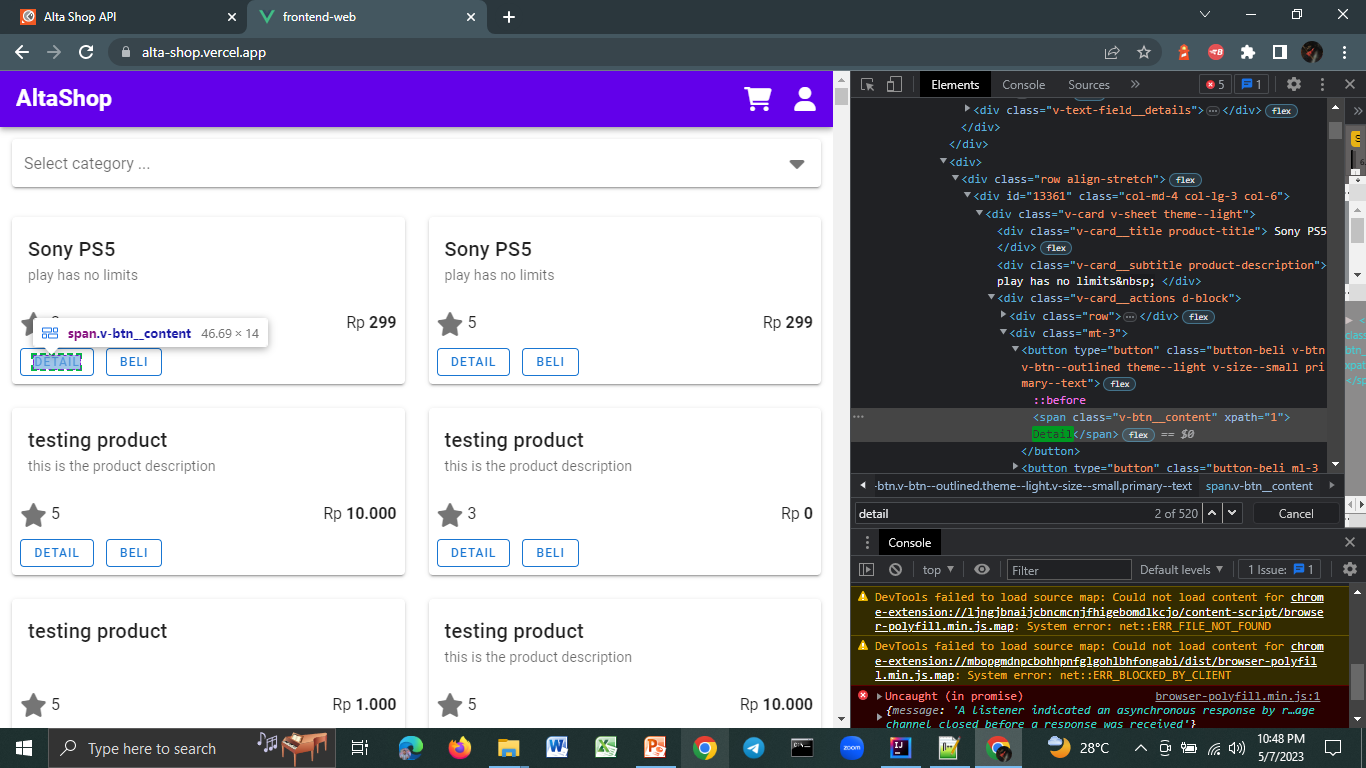 Alta Shop API
frontend-web
alta-shop.vercel.app
AltaShop
Select category ...
Sony PS5
play has no limits
Rp 299
span.v-btn__content 46.69 × 14
DETAIL
BELI
Sony PS5
play has no limits
5
Rp 299
DETAIL
BELI
testing product
this is the product description
5
Rp 10.000
DETAIL
BELI
testing product
this is the product description
3
Rp 0
DETAIL
BELI
testing product
5
Rp 1.000
testing product
this is the product description
5
Rp 10.000
Elements
Console
Sources
»
5
1
<div class="v-text-field__details">⋯</div> flex
</div>
</div>
<div>
<div class="row align-stretch"> flex
<div id="13361" class="col-md-4 col-lg-3 col-6">
<div class="v-card v-sheet theme--light">
<div class="v-card__title product-title"> Sony PS5
</div> flex
<div class="v-card__subtitle product-description">
play has no limits&nbsp; </div>
<div class="v-card__actions d-block">
<div class="row">⋯</div> flex
<div class="mt-3">
<button type="button" class="button-beli v-btn
v-btn--outlined theme--light v-size--small pri
mary--text"> flex
::before
<span class="v-btn__content" xpath="1">
Detail</span> flex == $0
</button>
<button type="button" class="button-beli ml-3
-btn.v-btn--outlined.theme--light.v-size--small.primary--text
span.v-btn__content
detail
2 of 520
Cancel
Console
top
Filter
Default levels
1 Issue: 1
DevTools failed to load source map: Could not load content for chrom
e-extension://ljngjbnaijcbncmcnjfhigebomdlkcjo/content-script/browse
r-polyfill.min.js.map: System error: net::ERR_FILE_NOT_FOUND
DevTools failed to load source map: Could not load content for chrom
e-extension://mbopgmdnpcbohhpnfglgohlbhfongabi/dist/browser-polyfil
l.min.js.map: System error: net::ERR_BLOCKED_BY_CLIENT
Uncaught (in promise)
browser-polyfill.min.js:1
{message: 'A listener indicated an asynchronous response by r…age
channel closed before a response was received'}
Type here to search
zoom
28°C
10:48 PM
5/7/2023